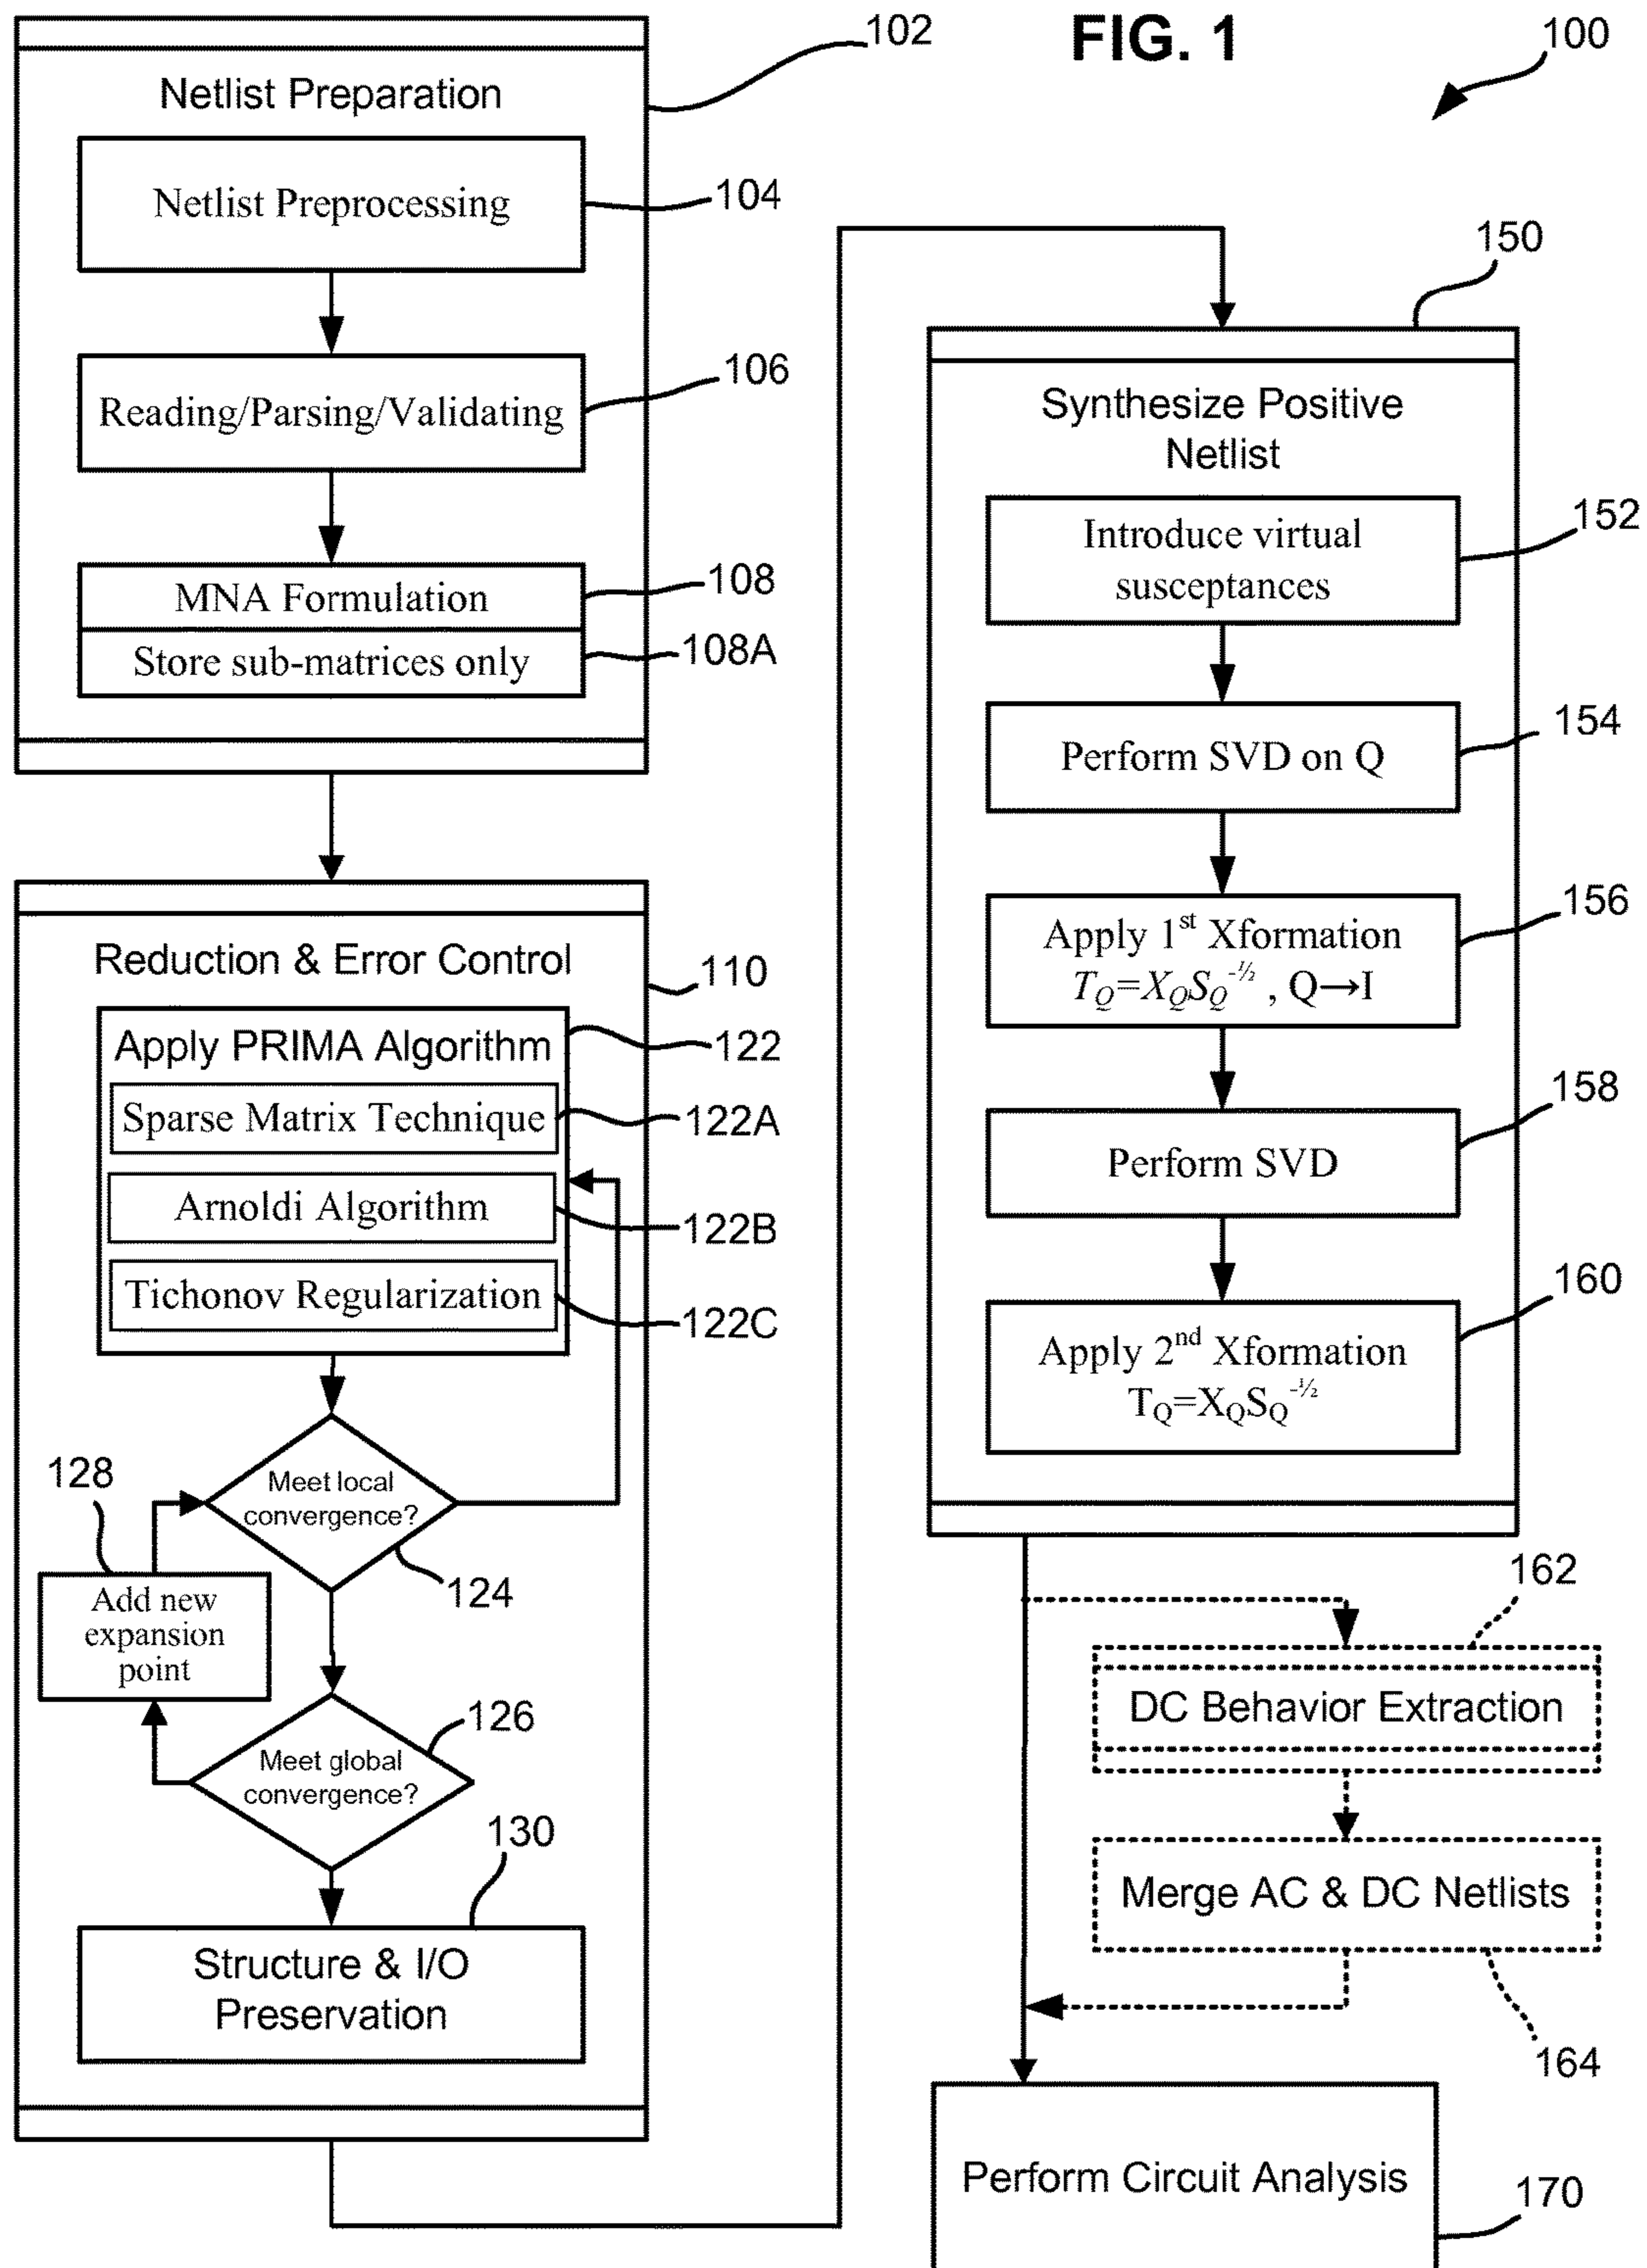 FIG. 1
100
102
Netlist Preparation
Netlist Preprocessing
104
Reading/Parsing/Validating
106
MNA Formulation
108
Store sub-matrices only
108A
Reduction & Error Control
110
Apply PRIMA Algorithm
122
Sparse Matrix Technique
122A
Arnoldi Algorithm
122B
Tichonov Regularization
122C
Meet local
convergence?
124
128
Add new
expansion
point
126
Meet global
convergence?
130
Structure & I/O
Preservation
150
Synthesize Positive
Netlist
Introduce virtual
susceptances
152
Perform SVD on Q
154
Apply 1st Xformation
T_Q=X_QS_Q^-½ , Q→I
156
Perform SVD
158
Apply 2nd Xformation
T_Q=X_QS_Q^-½
160
162
DC Behavior Extraction
Merge AC & DC Netlists
164
Perform Circuit Analysis
170